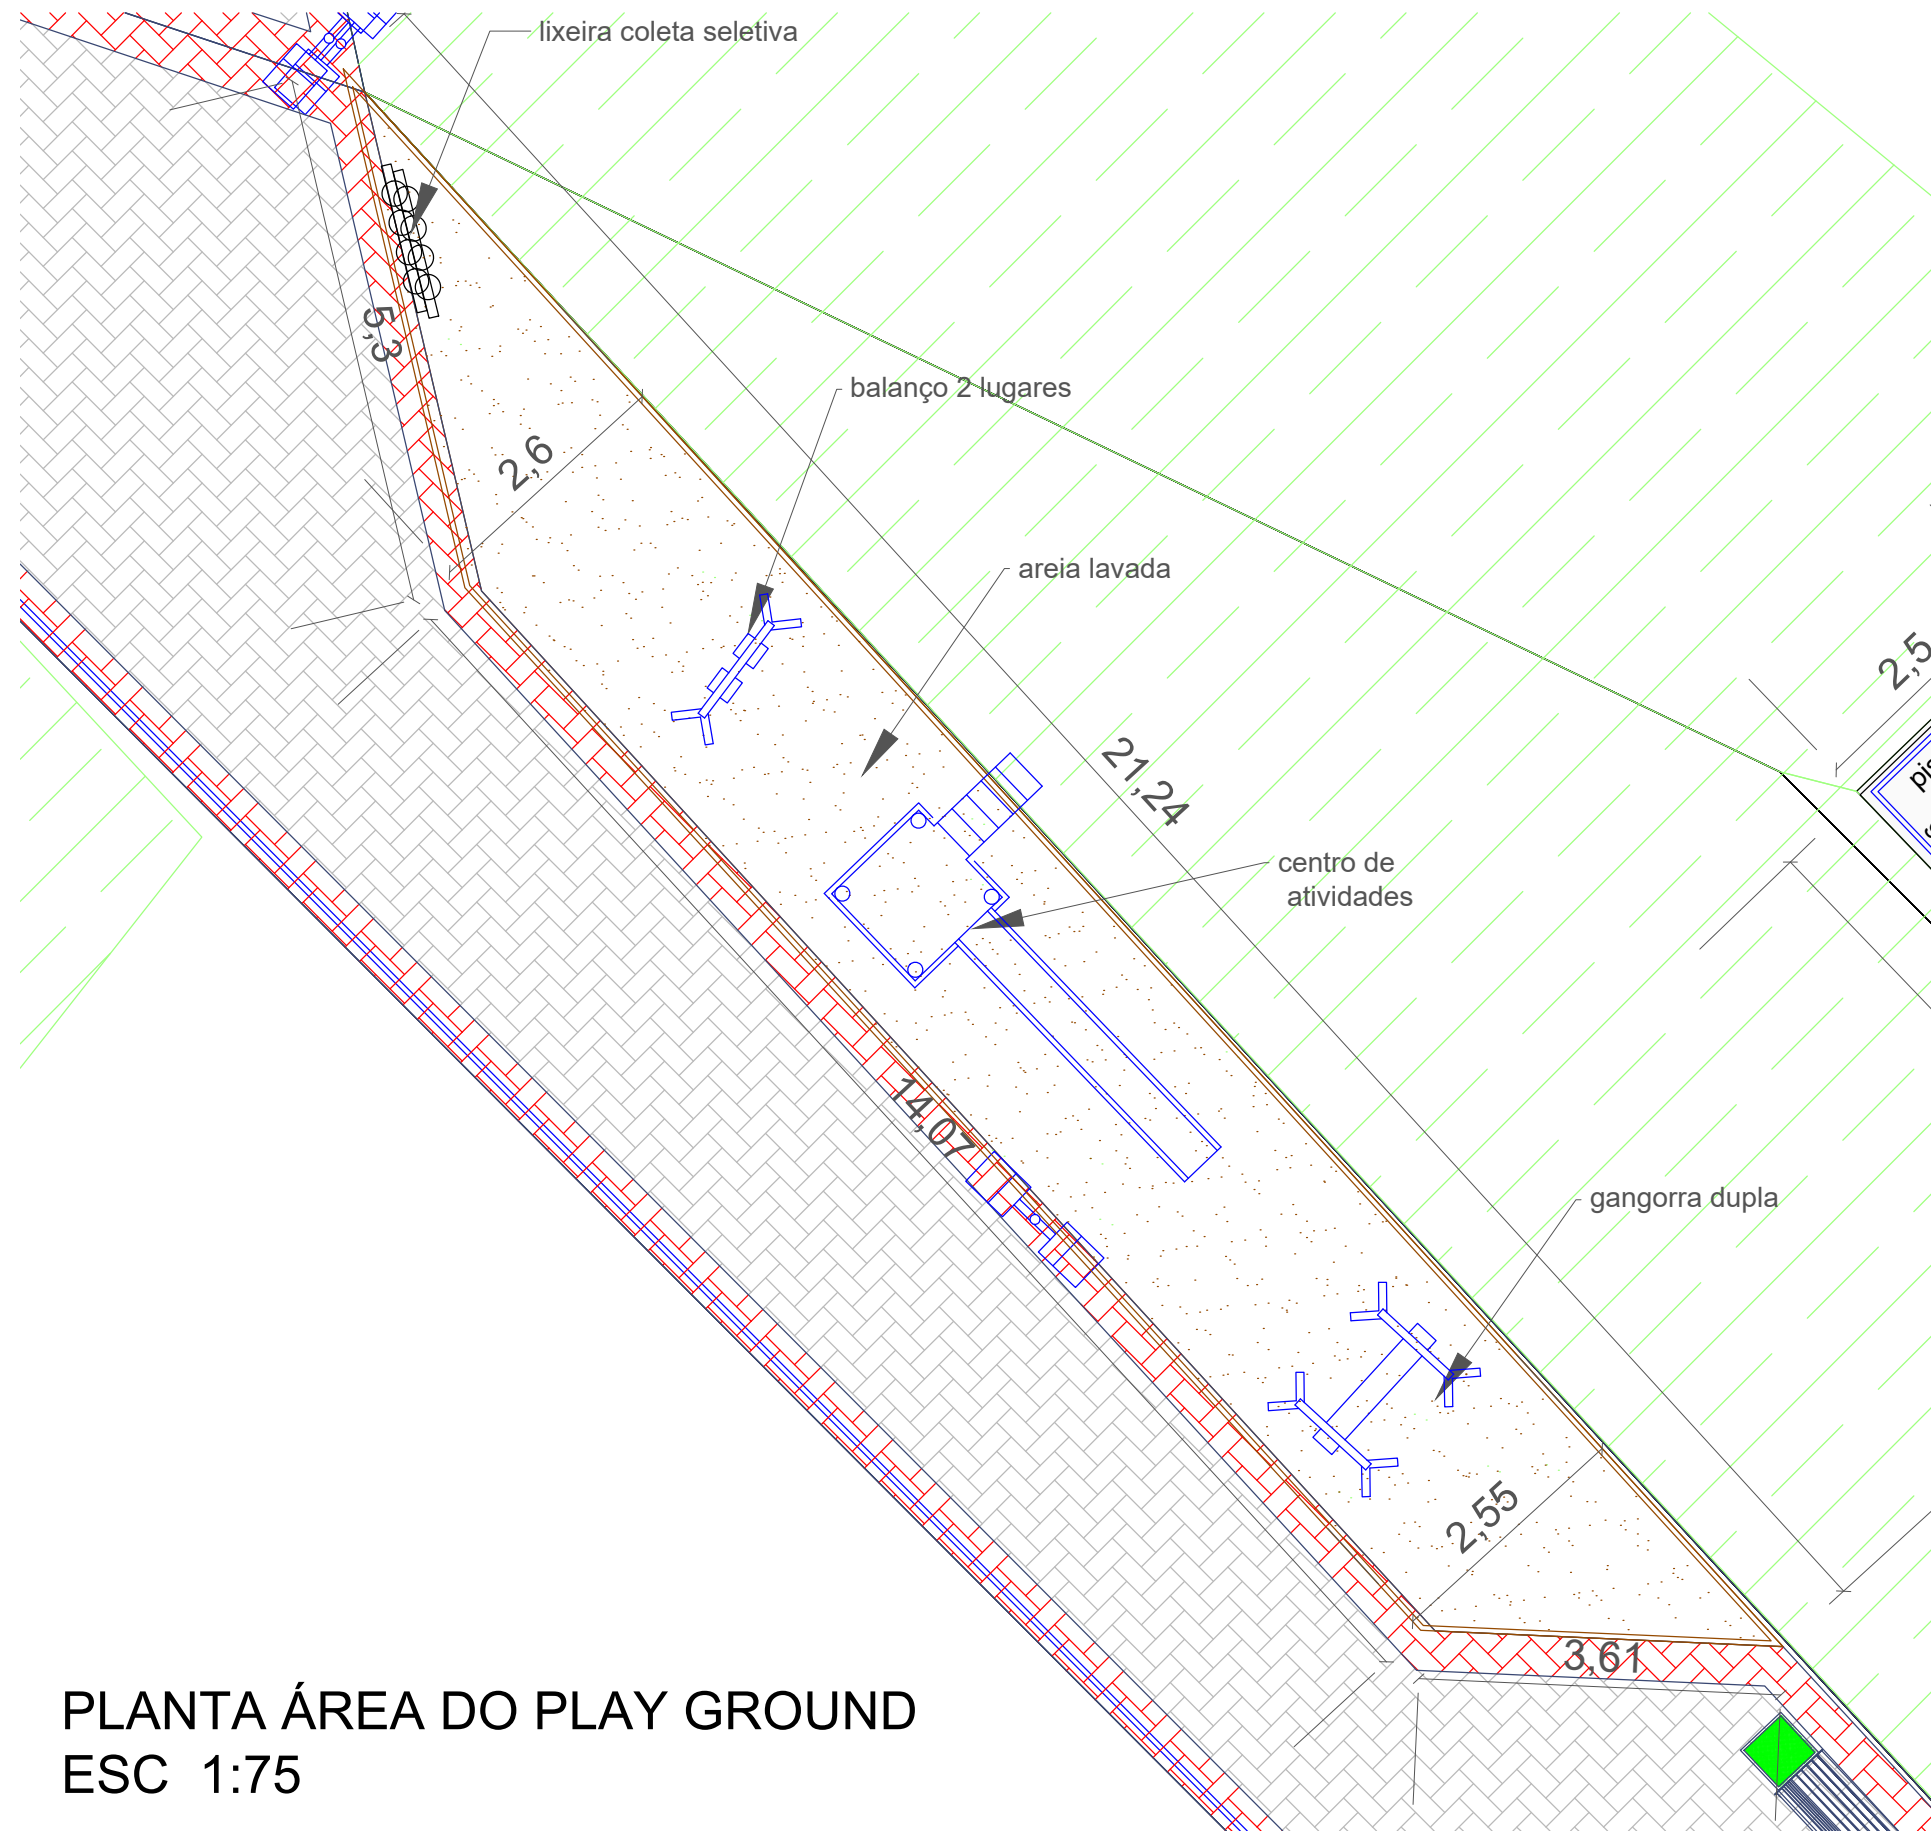 lixeira coleta seletiva
5,3
balanço 2 lugares
2,6
areia lavada
2,5
21,24
centro de
atividades
14,07
gangorra dupla
2,55
3,61
PLANTA ÁREA DO PLAY GROUND
ESC 1:75